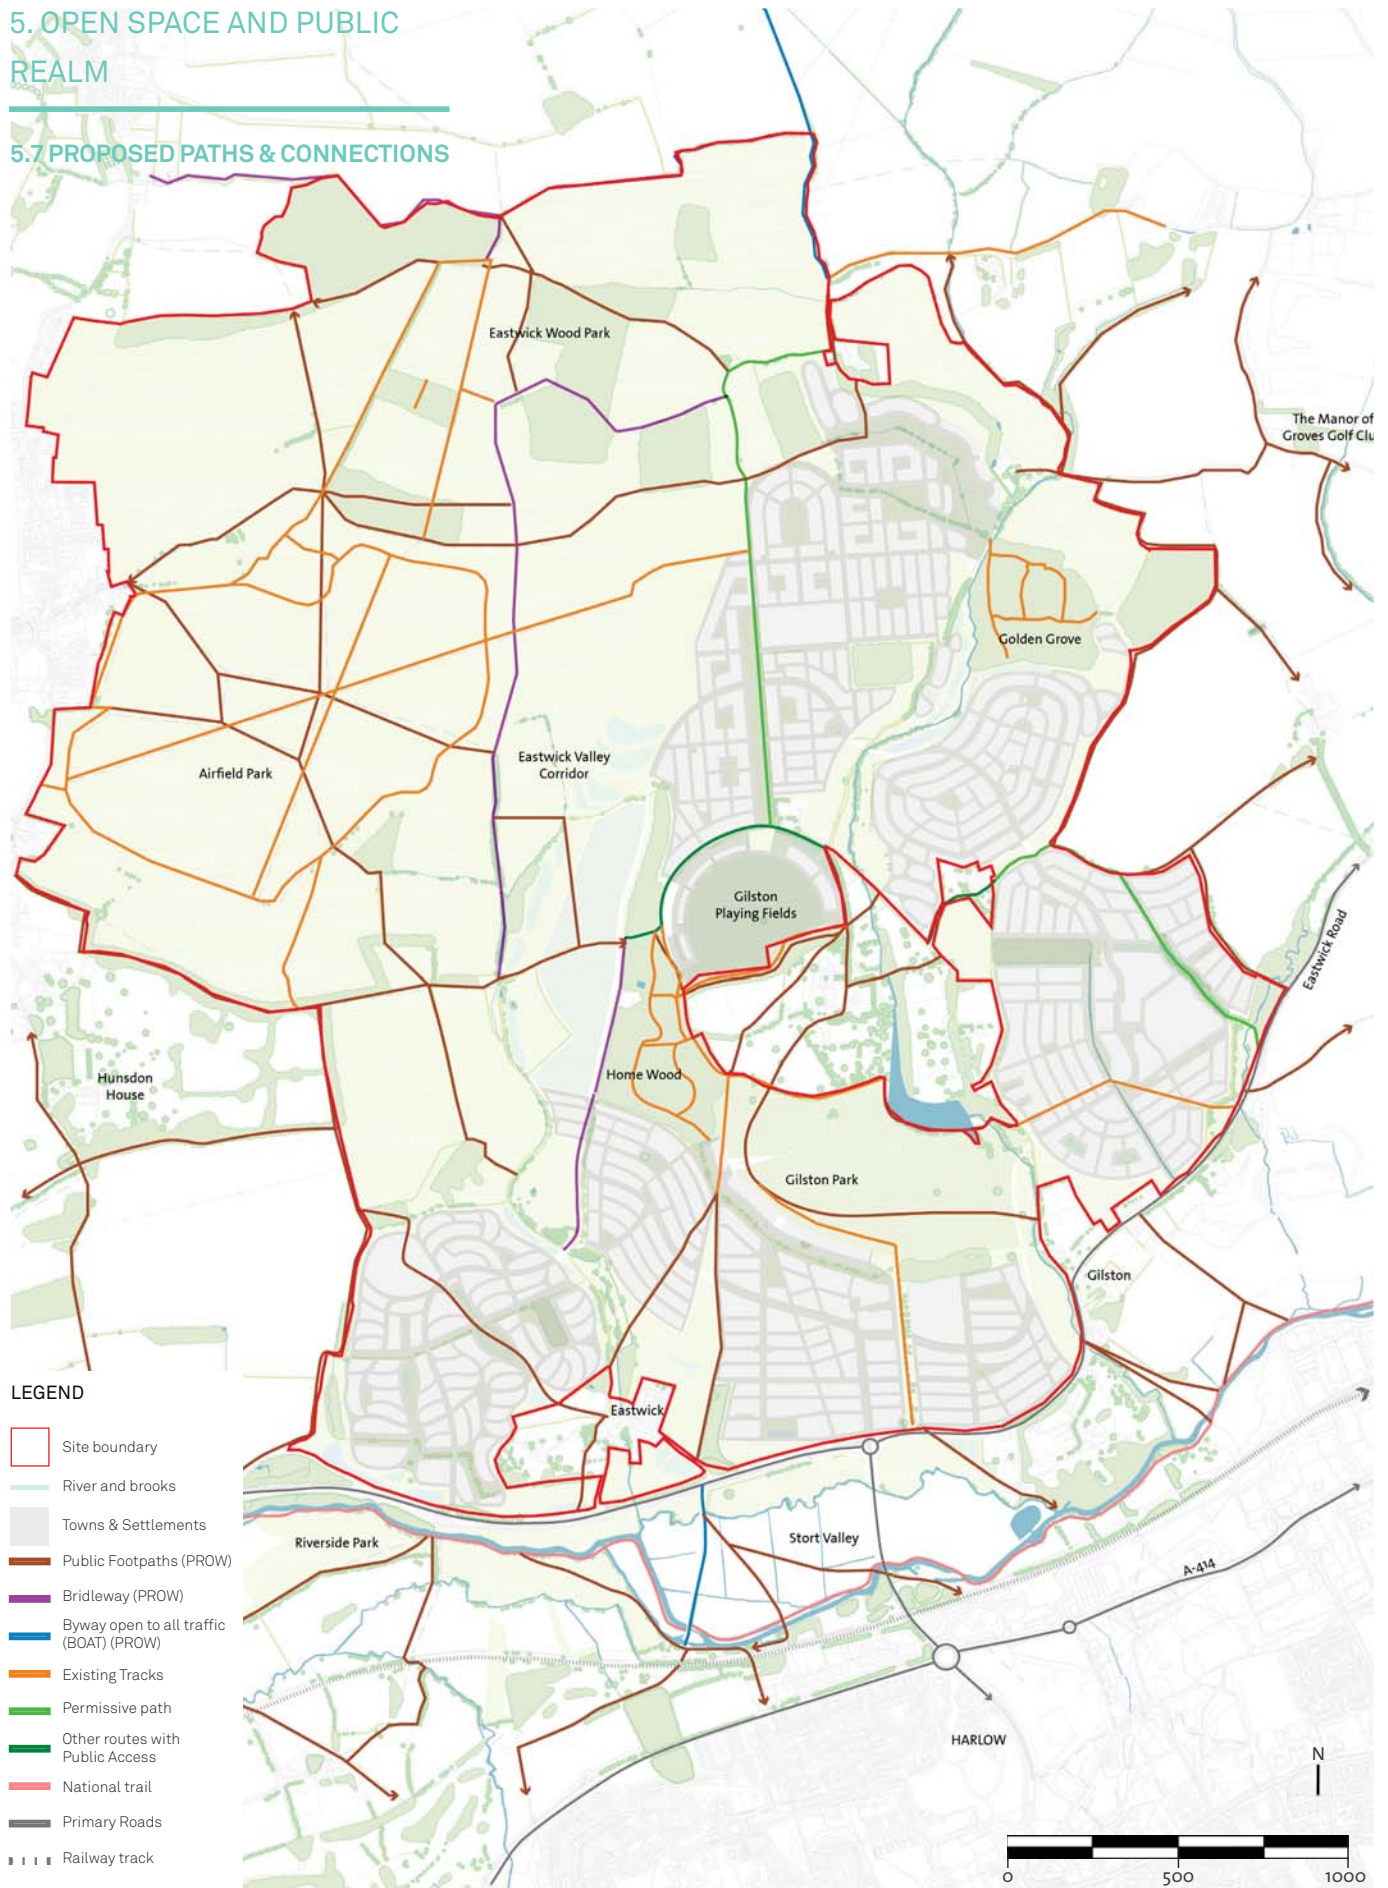 5. OPEN SPACE AND PUBLIC
REALM
5.7 PROPOSED PATHS & CONNECTIONS
Eastwick Wood Park
The Manor of
Groves Golf Clu
Golden Grove
Eastwick Valley
Corridor
Airfield Park
Gilston
Playing Fields
Eastwick Road
Hunsdon
House
Home Wood
Gilston Park
Gilston
Eastwick
Riverside Park
Stort Valley
A-414
HARLOW
LEGEND
Site boundary
River and brooks
Towns & Settlements
Public Footpaths (PROW)
Bridleway (PROW)
Byway open to all traffic
(BOAT) (PROW)
Existing Tracks
Permissive path
Other routes with
Public Access
National trail
Primary Roads
Railway track
N
0 500 1000